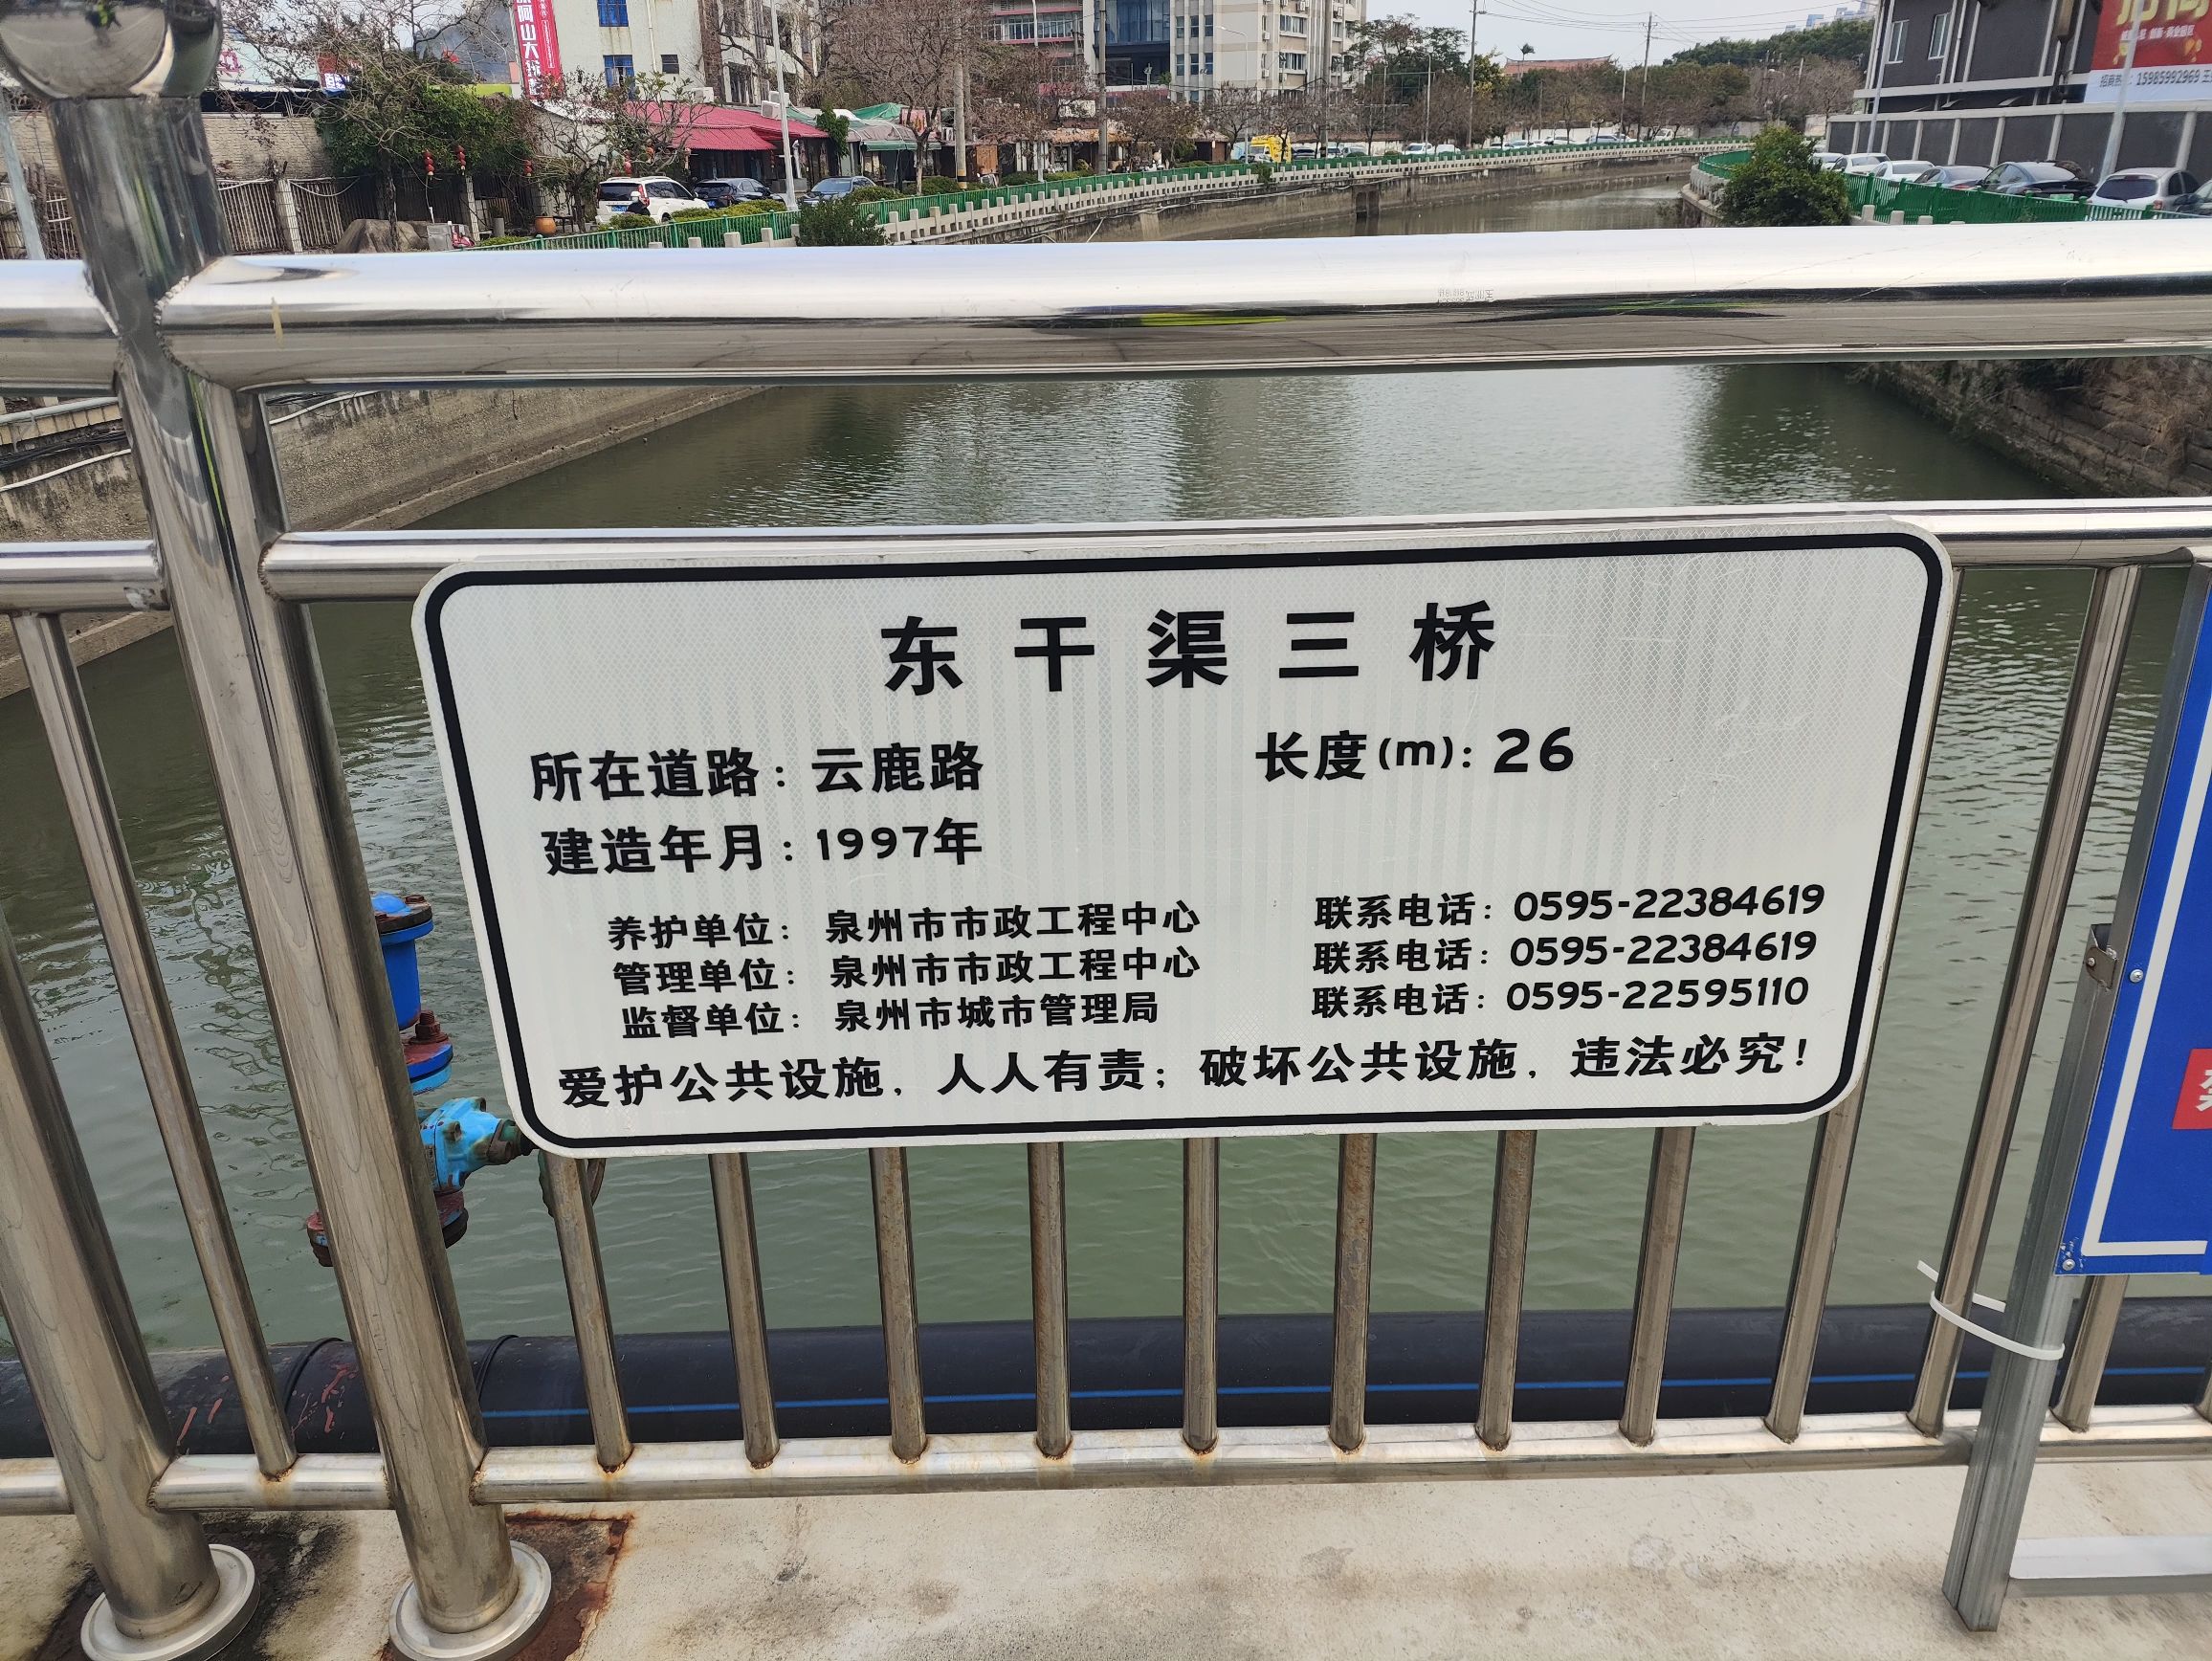 东干渠三桥
所在道路：云鹿路 长度(m)：26
建造年月：1997年
养护单位：泉州市市政工程中心 联系电话：0595-22384619
管理单位：泉州市市政工程中心 联系电话：0595-22384619
监督单位：泉州市城市管理局 联系电话：0595-22595110
爱护公共设施，人人有责；破坏公共设施，违法必究！
15985992969